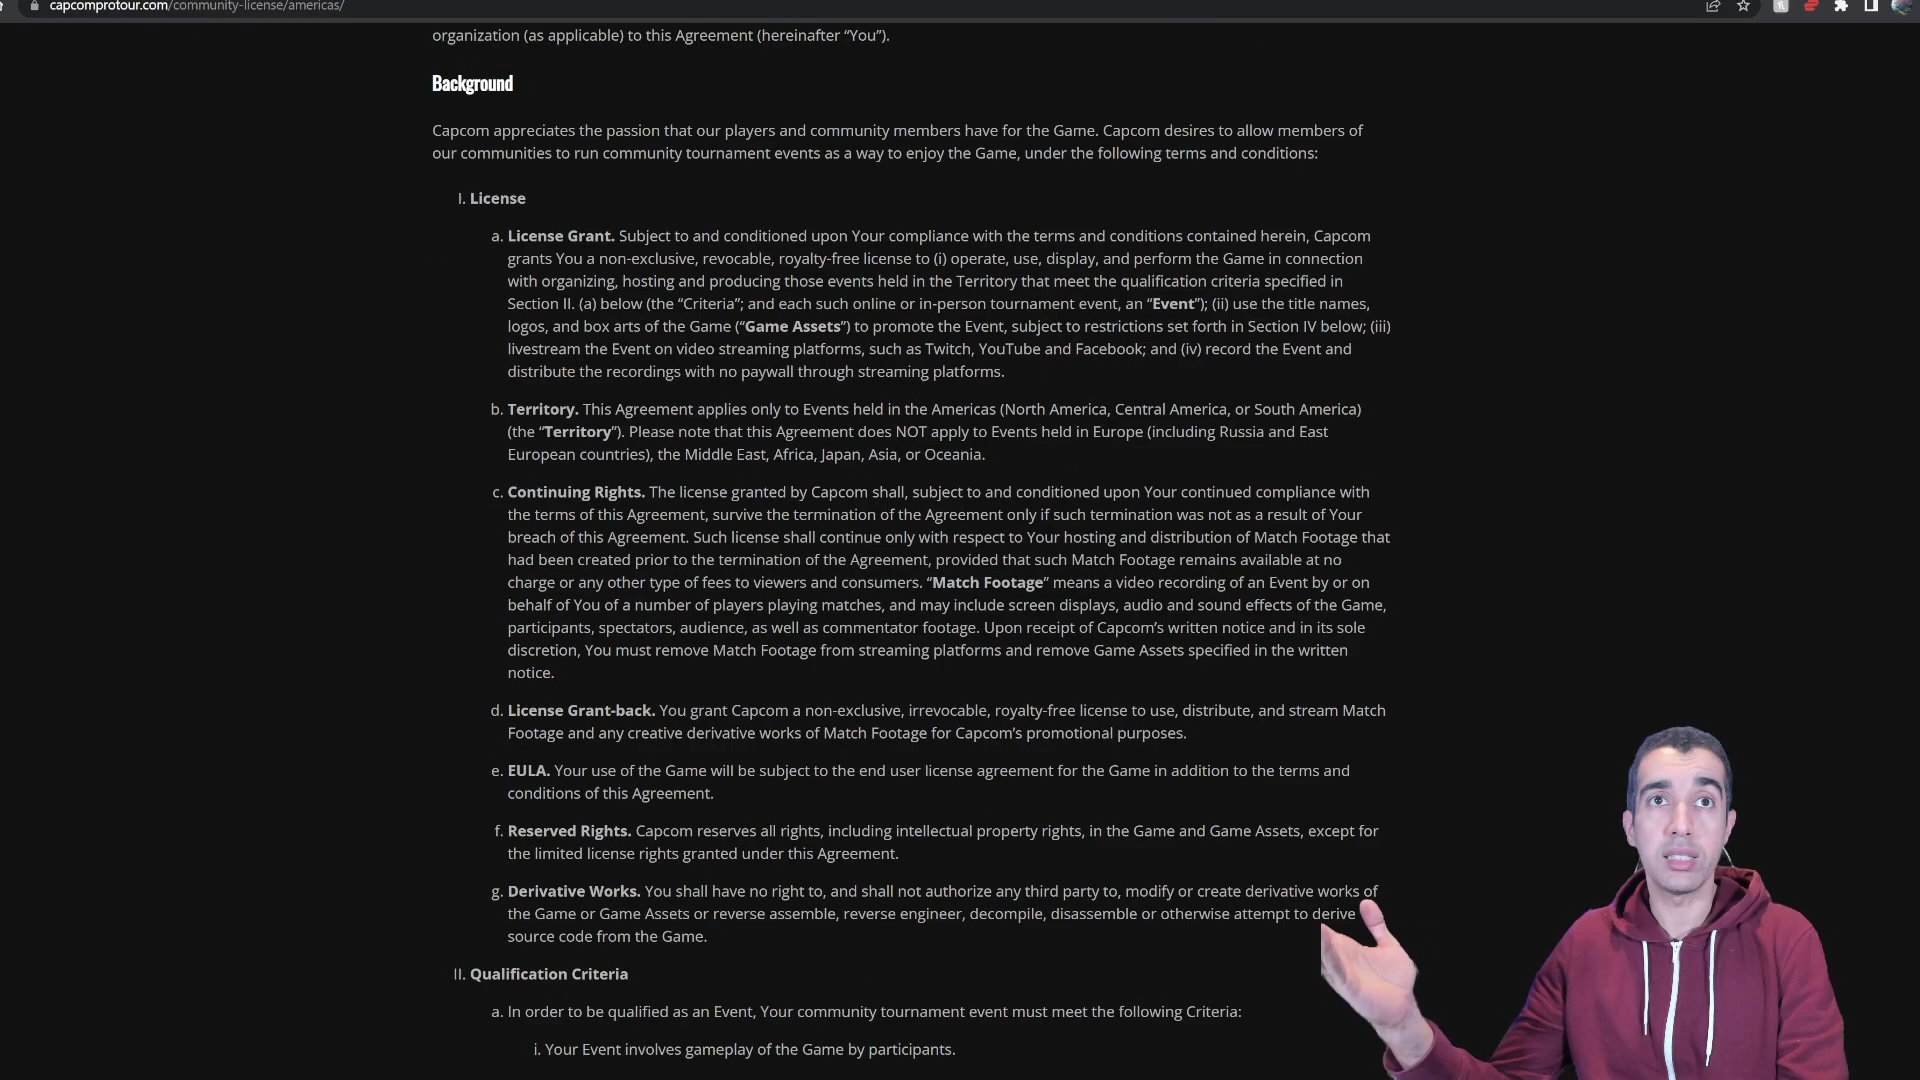 capcomprotour.com/community-license/americas/
organization (as applicable) to this Agreement (hereinafter “You”).
Background
Capcom appreciates the passion that our players and community members have for the Game. Capcom desires to allow members of
our communities to run community tournament events as a way to enjoy the Game, under the following terms and conditions:
I. License
a. License Grant. Subject to and conditioned upon Your compliance with the terms and conditions contained herein, Capcom
grants You a non-exclusive, revocable, royalty-free license to (i) operate, use, display, and perform the Game in connection
with organizing, hosting and producing those events held in the Territory that meet the qualification criteria specified in
Section II. (a) below (the “Criteria”; and each such online or in-person tournament event, an “Event”); (ii) use the title names,
logos, and box arts of the Game (“Game Assets”) to promote the Event, subject to restrictions set forth in Section IV below; (iii)
livestream the Event on video streaming platforms, such as Twitch, YouTube and Facebook; and (iv) record the Event and
distribute the recordings with no paywall through streaming platforms.
b. Territory. This Agreement applies only to Events held in the Americas (North America, Central America, or South America)
(the “Territory”). Please note that this Agreement does NOT apply to Events held in Europe (including Russia and East
European countries), the Middle East, Africa, Japan, Asia, or Oceania.
c. Continuing Rights. The license granted by Capcom shall, subject to and conditioned upon Your continued compliance with
the terms of this Agreement, survive the termination of the Agreement only if such termination was not as a result of Your
breach of this Agreement. Such license shall continue only with respect to Your hosting and distribution of Match Footage that
had been created prior to the termination of the Agreement, provided that such Match Footage remains available at no
charge or any other type of fees to viewers and consumers. “Match Footage” means a video recording of an Event by or on
behalf of You of a number of players playing matches, and may include screen displays, audio and sound effects of the Game,
participants, spectators, audience, as well as commentator footage. Upon receipt of Capcom’s written notice and in its sole
discretion, You must remove Match Footage from streaming platforms and remove Game Assets specified in the written
notice.
d. License Grant-back. You grant Capcom a non-exclusive, irrevocable, royalty-free license to use, distribute, and stream Match
Footage and any creative derivative works of Match Footage for Capcom’s promotional purposes.
e. EULA. Your use of the Game will be subject to the end user license agreement for the Game in addition to the terms and
conditions of this Agreement.
f. Reserved Rights. Capcom reserves all rights, including intellectual property rights, in the Game and Game Assets, except for
the limited license rights granted under this Agreement.
g. Derivative Works. You shall have no right to, and shall not authorize any third party to, modify or create derivative works of
the Game or Game Assets or reverse assemble, reverse engineer, decompile, disassemble or otherwise attempt to derive
source code from the Game.
II. Qualification Criteria
a. In order to be qualified as an Event, Your community tournament event must meet the following Criteria:
i. Your Event involves gameplay of the Game by participants.